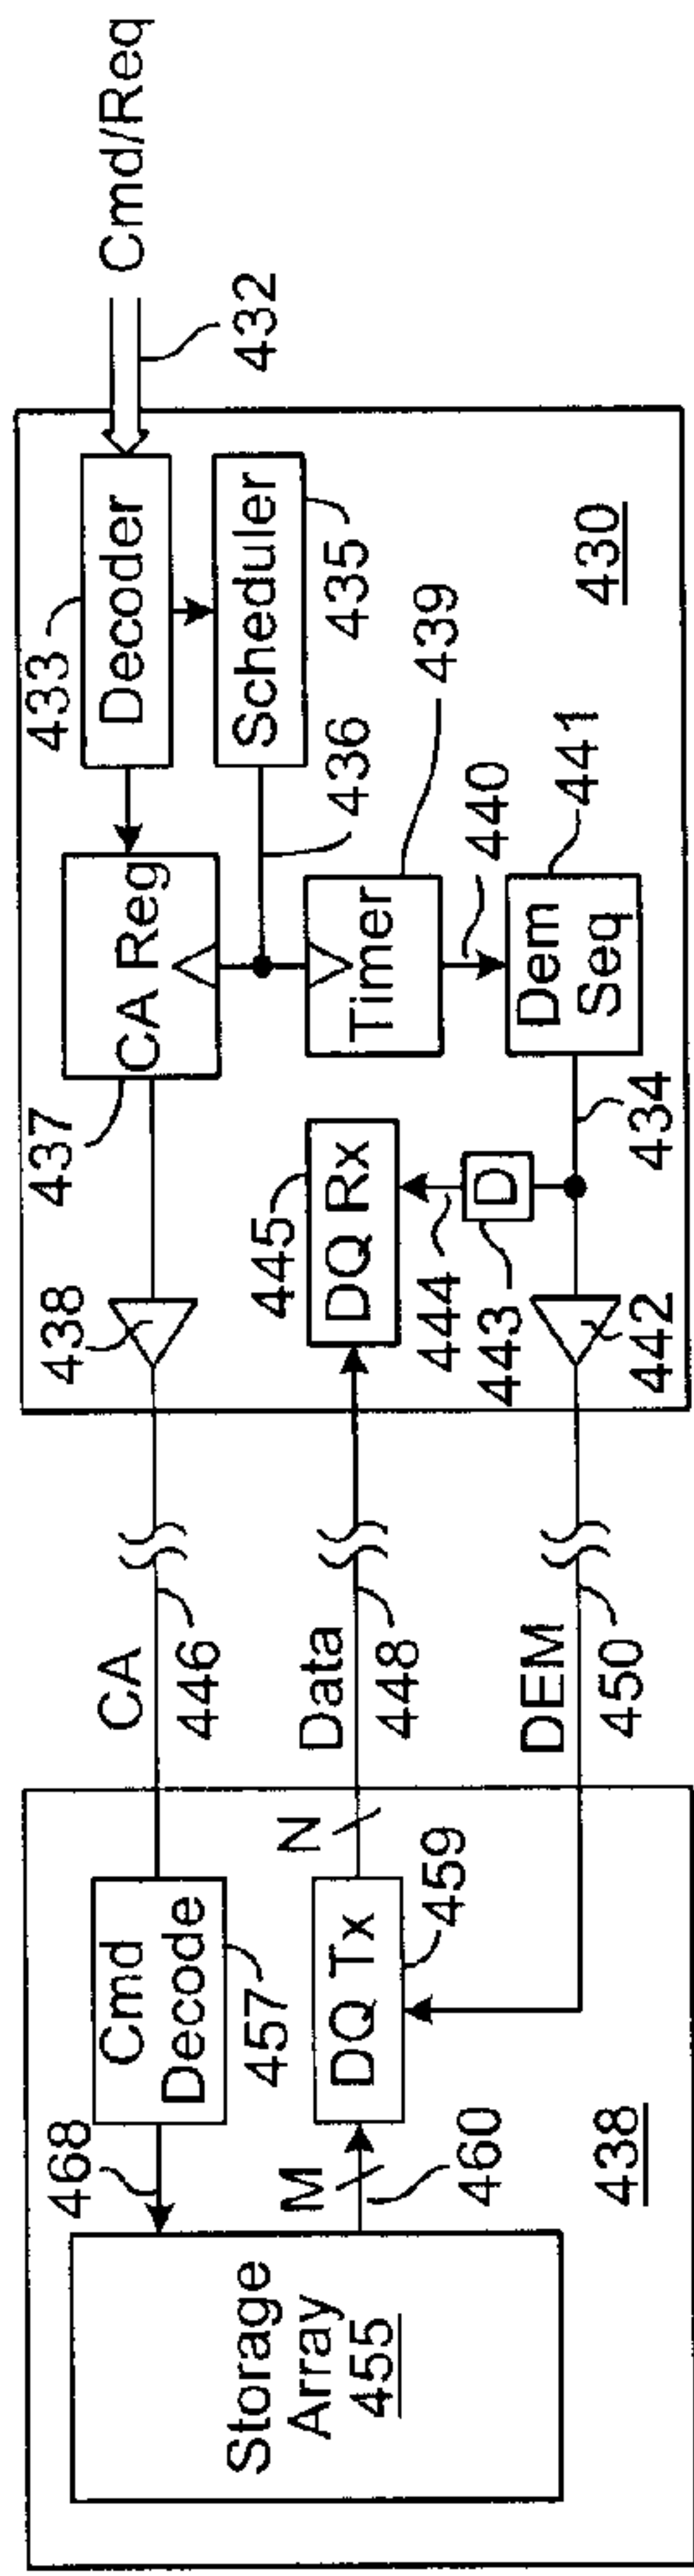 Cmd/Req
432
433
Decoder
Scheduler
435
430
437
CA Reg
436
Timer
439
440
Dem
Seq
441
434
438
445
DQ Rx
444
443
D
442
CA
446
Data
448
DEM
450
Cmd
Decode
457
468
N
DQ Tx
459
M
460
438
Storage
Array
455